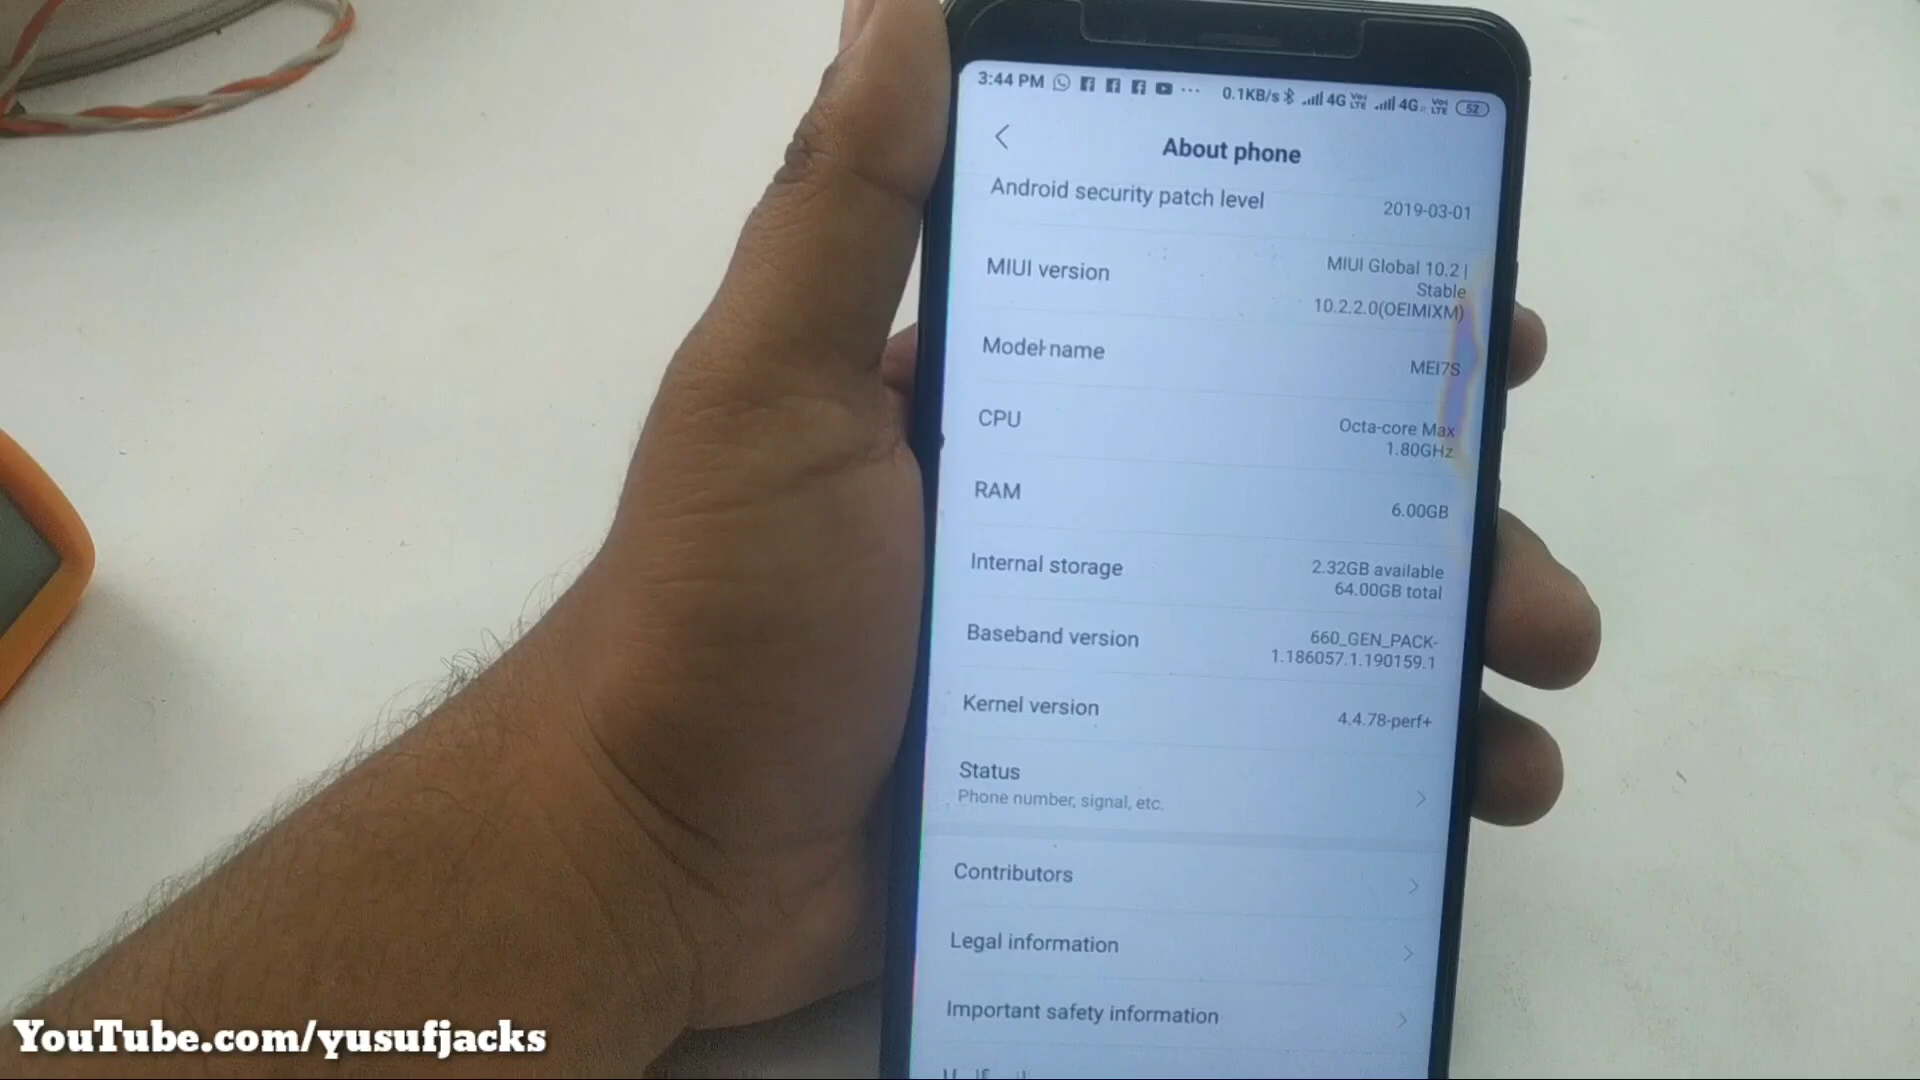 3:44 PM ... 0.1KB/s 4G VoLTE 4G VoLTE 52
About phone
Android security patch level
2019-03-01
MIUI version
MIUI Global 10.2 |
Stable
10.2.2.0(OEIMIXM)
Model name
MEI7S
CPU
Octa-core Max
1.80GHz
RAM
6.00GB
Internal storage
2.32GB available
64.00GB total
Baseband version
660_GEN_PACK-
1.186057.1.190159.1
Kernel version
4.4.78-perf+
Status
Phone number, signal, etc.
Contributors
Legal information
Important safety information
YouTube.com/yusufjacks